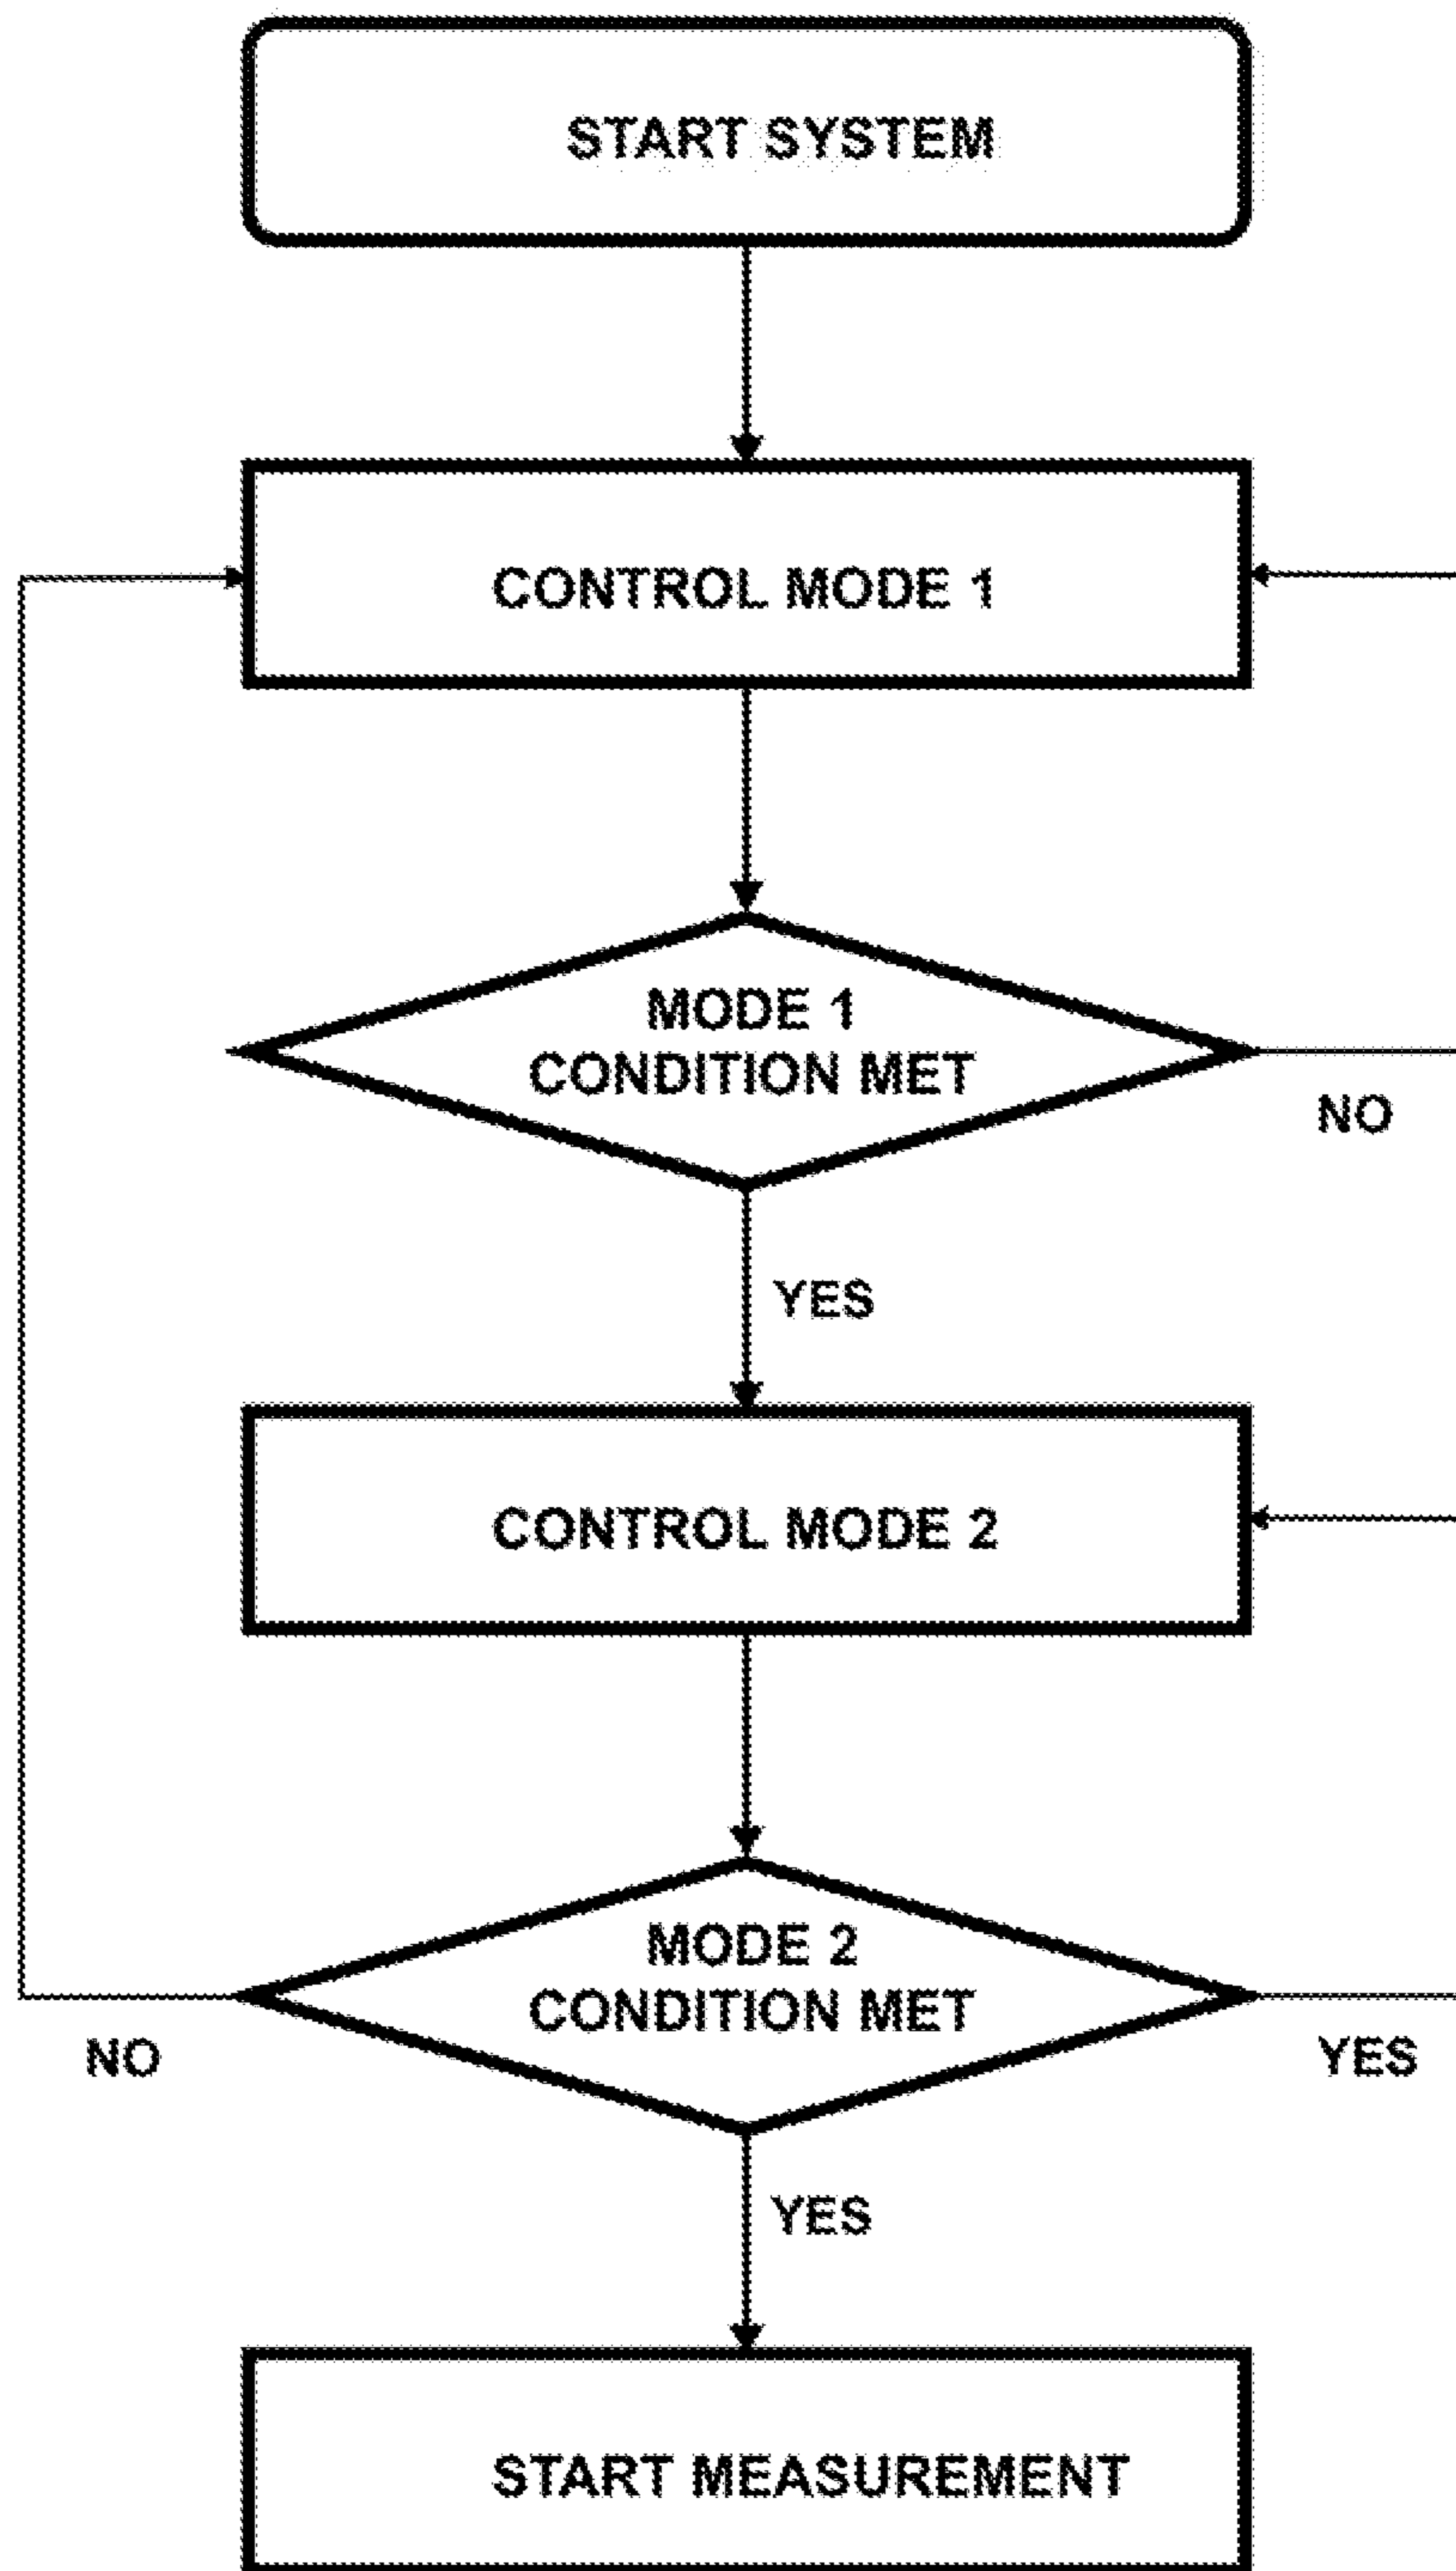 START SYSTEM
CONTROL MODE 1
MODE 1
CONDITION MET
NO
YES
CONTROL MODE 2
MODE 2
CONDITION MET
NO
YES
YES
START MEASUREMENT